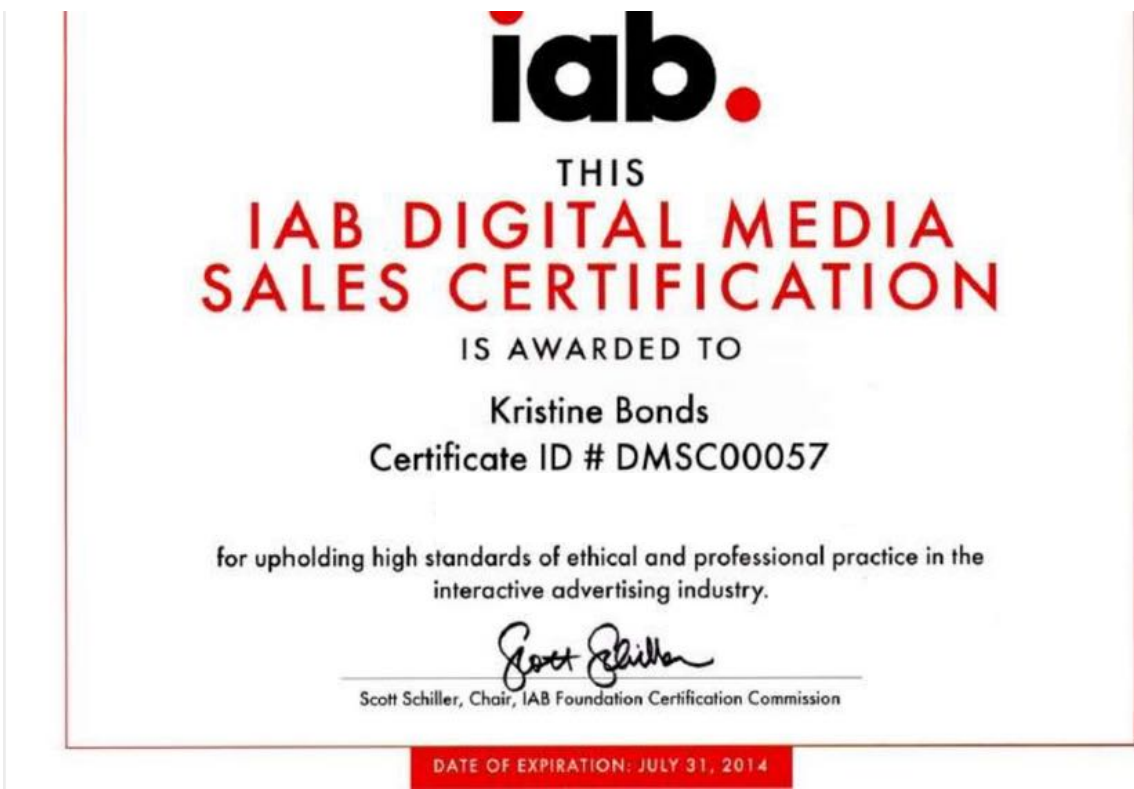 iab.
THIS
IAB DIGITAL MEDIA
SALES CERTIFICATION
IS AWARDED TO
Kristine Bonds
Certificate ID # DMSC00057
for upholding high standards of ethical and professional practice in the
interactive advertising industry.
Scott Schiller
Scott Schiller, Chair, IAB Foundation Certification Commission
DATE OF EXPIRATION: JULY 31, 2014